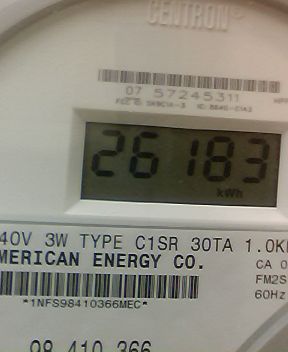 CENTRON®
07 57245311
26183
kWh
40V 3W TYPE C1SR 30TA 1.0K
MERICAN ENERGY CO.
CA 0
FM2S
60Hz
*1NFS98410366MEC*
98 410 366